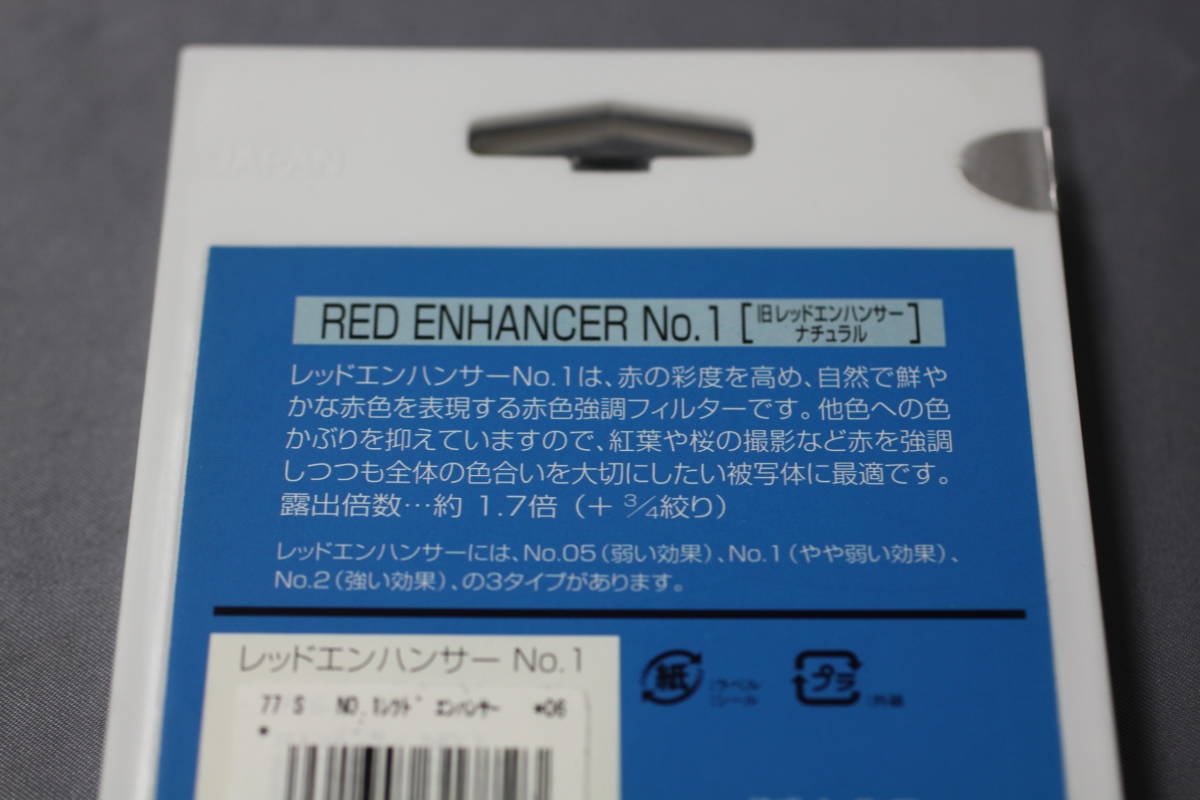 JAPAN
RED ENHANCER No.1 [旧レッドエンハンサー
ナチュラル]
レッドエンハンサーNo.1は、赤の彩度を高め、自然で鮮や
かな赤色を表現する赤色強調フィルターです。他色への色
かぶりを抑えていますので、紅葉や桜の撮影など赤を強調
しつつも全体の色合いを大切にしたい被写体に最適です。
露出倍数…約 1.7倍（+ 3/4絞り）
レッドエンハンサーには、No.05（弱い効果）、No.1（やや弱い効果）、
No.2（強い効果）、の3タイプがあります。
レッドエンハンサー No.1
77 S NO.1レッド゛エンハンサー *06
*
紙
:ラベル
:シール
プラ
:外装